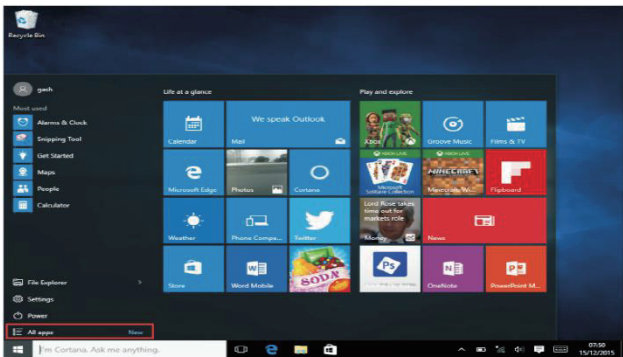 Recycle Bin
gach
Most used
Alarms & Clock
Snipping Tool
Get Started
Maps
People
Calculator
File Explorer
Settings
Power
All apps
New
Life at a glance
Calendar
We speak Outlook
Mail
Microsoft Edge
Photos
Cortana
Weather
Phone Compa...
Twitter
Store
Word Mobile
SODA
Play and explore
Xbox
Groove Music
Films & TV
XBOX LIVE
Microsoft
Solitaire Collection
XBOX LIVE
MINECRAFT
Minecraft: Wi...
Flipboard
Lord Rose takes
time out for
markets role
Money
News
Ps
OneNote
PowerPoint M...
I'm Cortana. Ask me anything.
07:50
15/12/2015